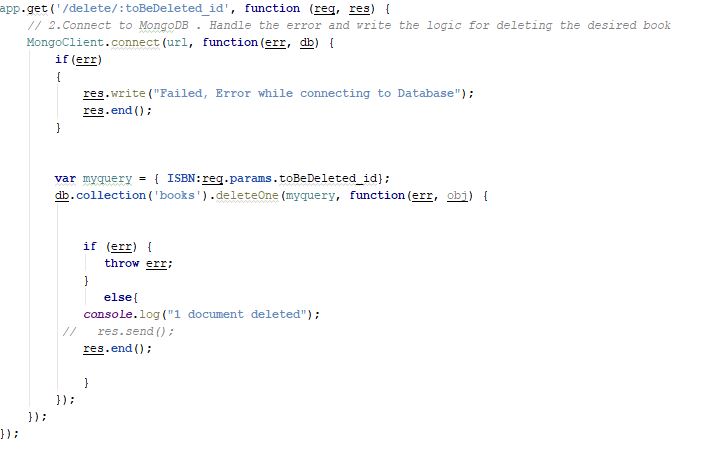 app.get('/delete/:toBeDeleted_id', function (req, res) {
// 2.Connect to MongoDB . Handle the error and write the logic for deleting the desired book
MongoClient.connect(url, function(err, db) {
if(err)
{
res.write("Failed, Error while connecting to Database");
res.end();
}
var myquery = { ISBN:req.params.toBeDeleted_id};
db.collection('books').deleteOne(myquery, function(err, obj) {
if (err) {
throw err;
}
else{
console.log("1 document deleted");
// res.send();
res.end();
}
});
});
});